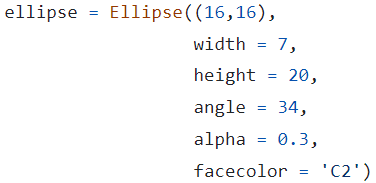 ellipse = Ellipse((16,16),
width = 7,
height = 20,
angle = 34,
alpha = 0.3,
facecolor = 'C2')